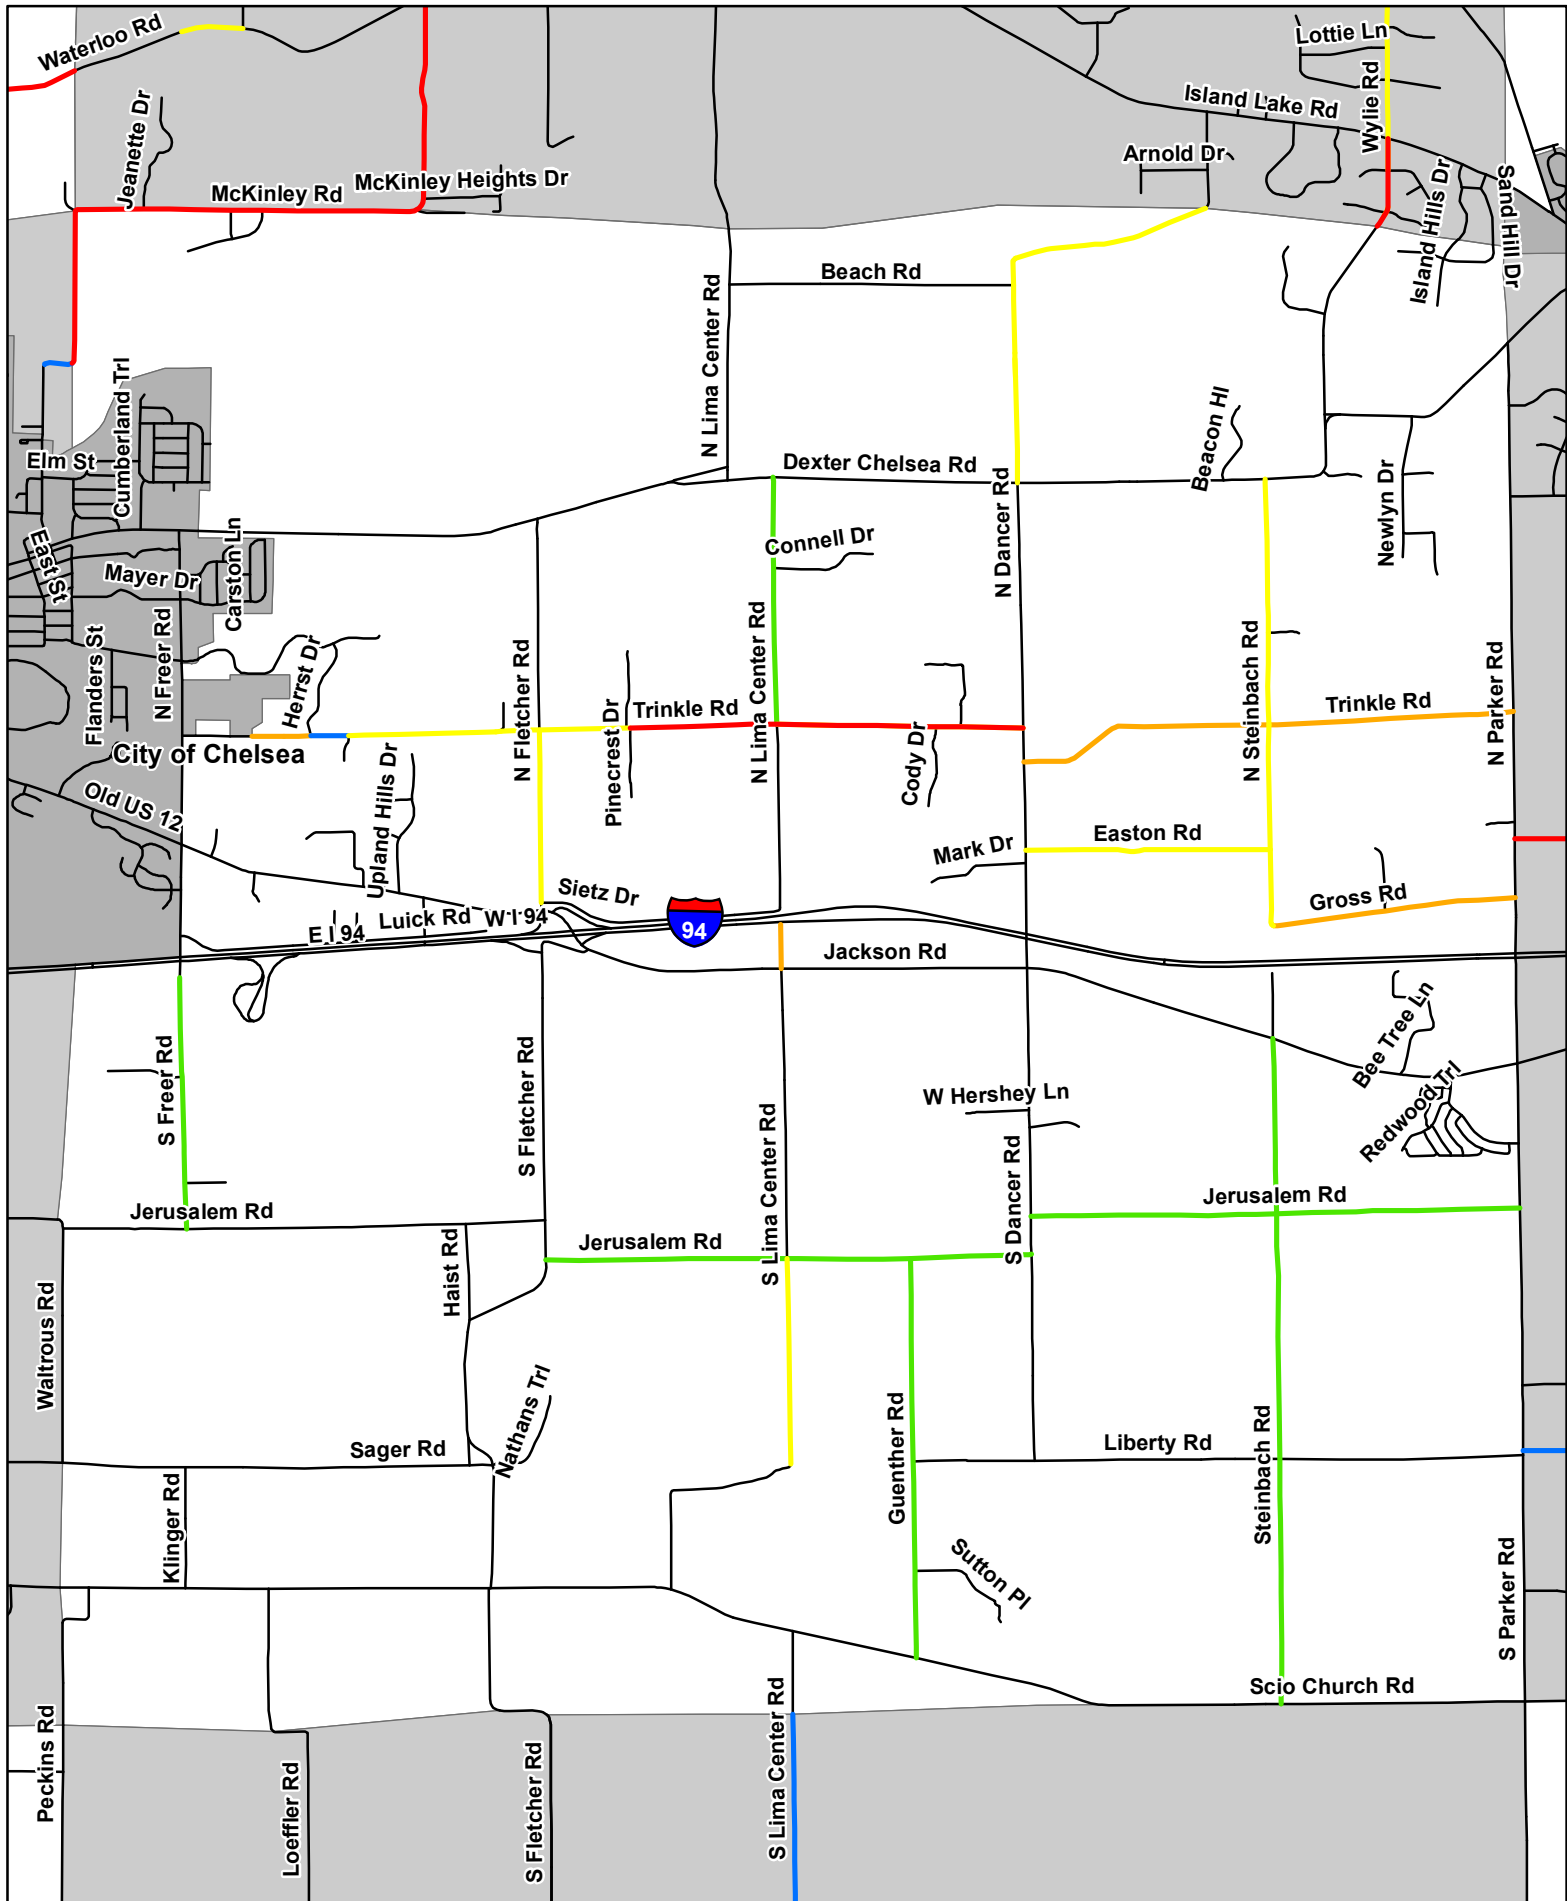 Waterloo Rd
Lottie Ln
Wylie Rd
Island Lake Rd
Jeanette Dr
Arnold Dr
McKinley Heights Dr
McKinley Rd
Island Hills Dr
Sand Hill Dr
Beach Rd
N Lima Center Rd
Cumberland Trl
Elm St
Dexter Chelsea Rd
Beacon Hl
N Dancer Rd
Newlyn Dr
East St
Mayer Dr
Carston Ln
Connell Dr
N Freer Rd
Flanders St
Herrst Dr
N Fletcher Rd
Pinecrest Dr
Trinkle Rd
N Lima Center Rd
Cody Dr
N Steinbach Rd
Trinkle Rd
N Parker Rd
City of Chelsea
Old US 12
Upland Hills Dr
Mark Dr
Easton Rd
Sietz Dr
Gross Rd
E I 94
Luick Rd
W I 94
94
Jackson Rd
Bee Tree Ln
Redwood Trl
S Freer Rd
S Fletcher Rd
S Lima Center Rd
W Hershey Ln
S Dancer Rd
Jerusalem Rd
Jerusalem Rd
Jerusalem Rd
Haist Rd
Waltrous Rd
Nathans Trl
Sager Rd
Guenther Rd
Liberty Rd
Steinbach Rd
Klinger Rd
Sutton Pl
S Parker Rd
Scio Church Rd
Peckins Rd
Loeffler Rd
S Fletcher Rd
S Lima Center Rd